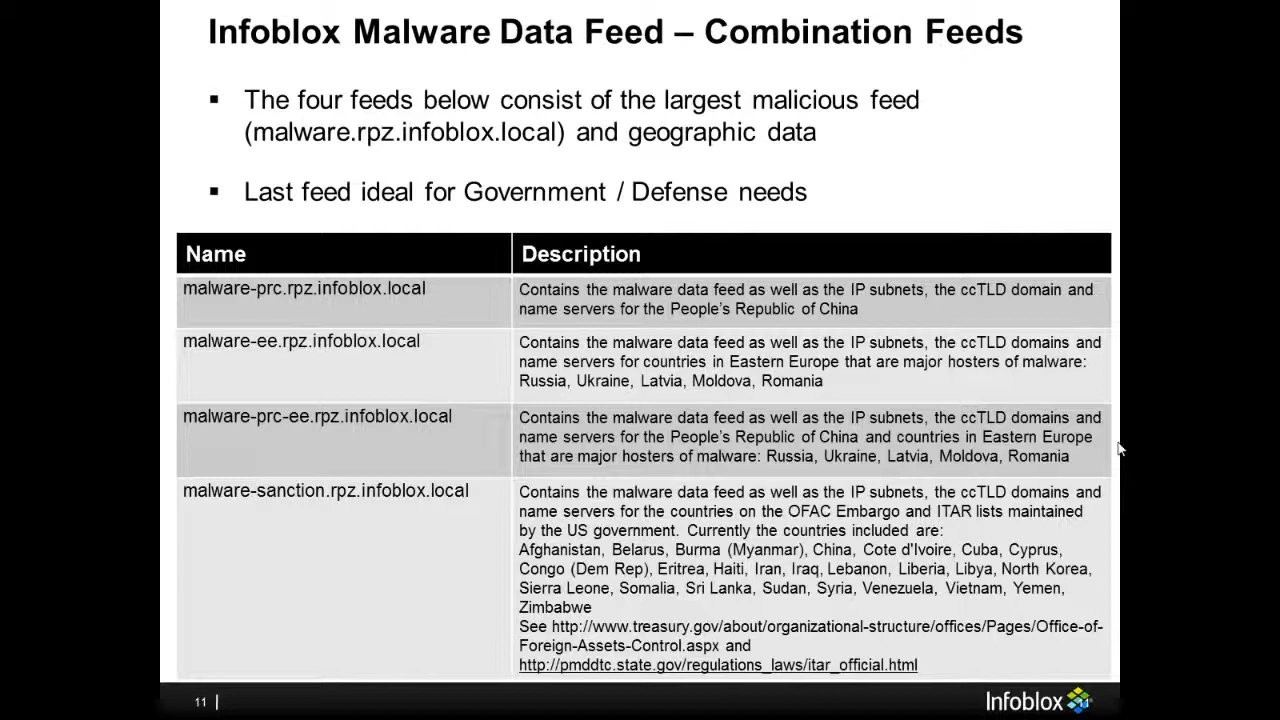 Infoblox Malware Data Feed – Combination Feeds
▪ The four feeds below consist of the largest malicious feed
(malware.rpz.infoblox.local) and geographic data
▪ Last feed ideal for Government / Defense needs
Name Description
malware-prc.rpz.infoblox.local
Contains the malware data feed as well as the IP subnets, the ccTLD domain and
name servers for the People's Republic of China
malware-ee.rpz.infoblox.local
Contains the malware data feed as well as the IP subnets, the ccTLD domains and
name servers for countries in Eastern Europe that are major hosters of malware:
Russia, Ukraine, Latvia, Moldova, Romania
malware-prc-ee.rpz.infoblox.local
Contains the malware data feed as well as the IP subnets, the ccTLD domains and
name servers for the People's Republic of China and countries in Eastern Europe
that are major hosters of malware: Russia, Ukraine, Latvia, Moldova, Romania
malware-sanction.rpz.infoblox.local
Contains the malware data feed as well as the IP subnets, the ccTLD domains and
name servers for the countries on the OFAC Embargo and ITAR lists maintained
by the US government. Currently the countries included are:
Afghanistan, Belarus, Burma (Myanmar), China, Cote d'Ivoire, Cuba, Cyprus,
Congo (Dem Rep), Eritrea, Haiti, Iran, Iraq, Lebanon, Liberia, Libya, North Korea,
Sierra Leone, Somalia, Sri Lanka, Sudan, Syria, Venezuela, Vietnam, Yemen,
Zimbabwe
See http://www.treasury.gov/about/organizational-structure/offices/Pages/Office-of-
Foreign-Assets-Control.aspx and
http://pmddtc.state.gov/regulations_laws/itar_official.html
11 |
Infoblox
11